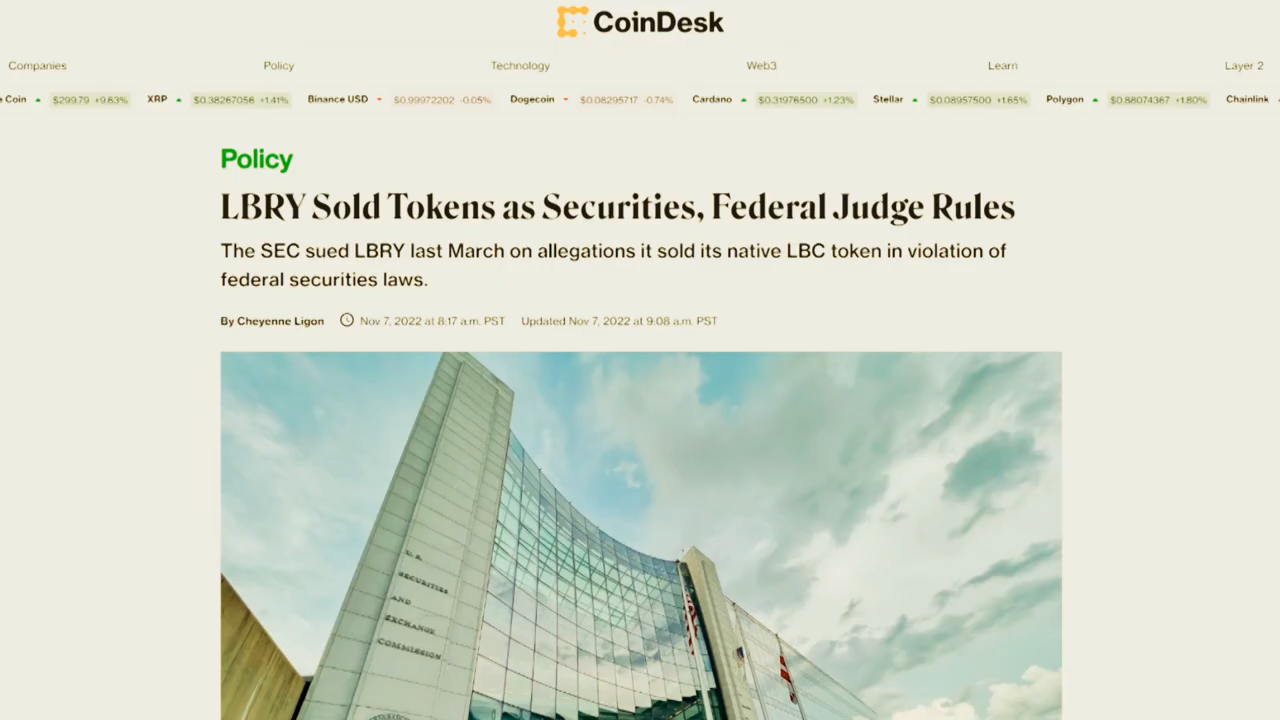 CoinDesk
Companies Policy Technology Web3 Learn Layer 2
Coin $299.79 +9.63% XRP $0.38267056 +1.41% Binance USD $0.99972202 -0.05% Dogecoin $0.08295717 -0.74% Cardano $0.31976500 +1.23% Stellar $0.08957500 +1.65% Polygon $0.88074367 +1.80% Chainlink
Policy
LBRY Sold Tokens as Securities, Federal Judge Rules
The SEC sued LBRY last March on allegations it sold its native LBC token in violation of
federal securities laws.
By Cheyenne Ligon Nov 7, 2022 at 8:17 a.m. PST Updated Nov 7, 2022 at 9:08 a.m. PST
U.S.
SECURITIES
AND
EXCHANGE
COMMISSION